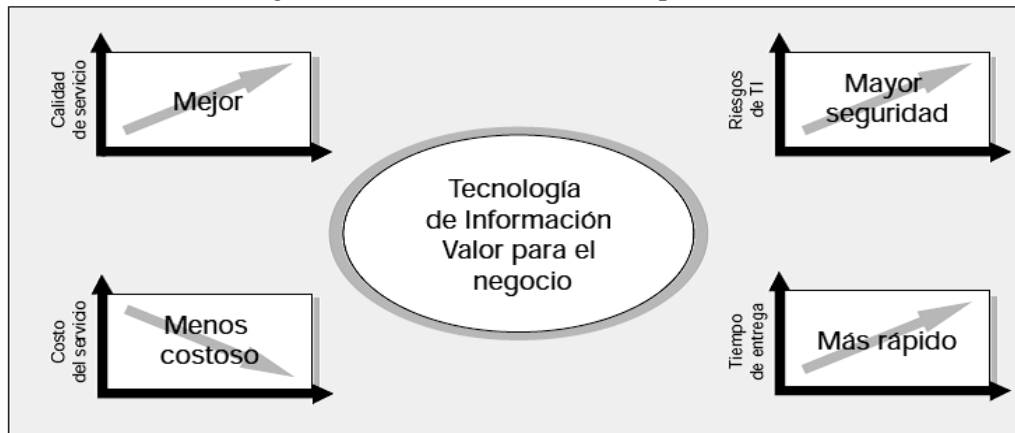 Calidad
de servicio
Mejor
Riesgos
de TI
Mayor
seguridad
Tecnología
de Información
Valor para el
negocio
Costo
del servicio
Menos
costoso
Tiempo
de entrega
Más rápido